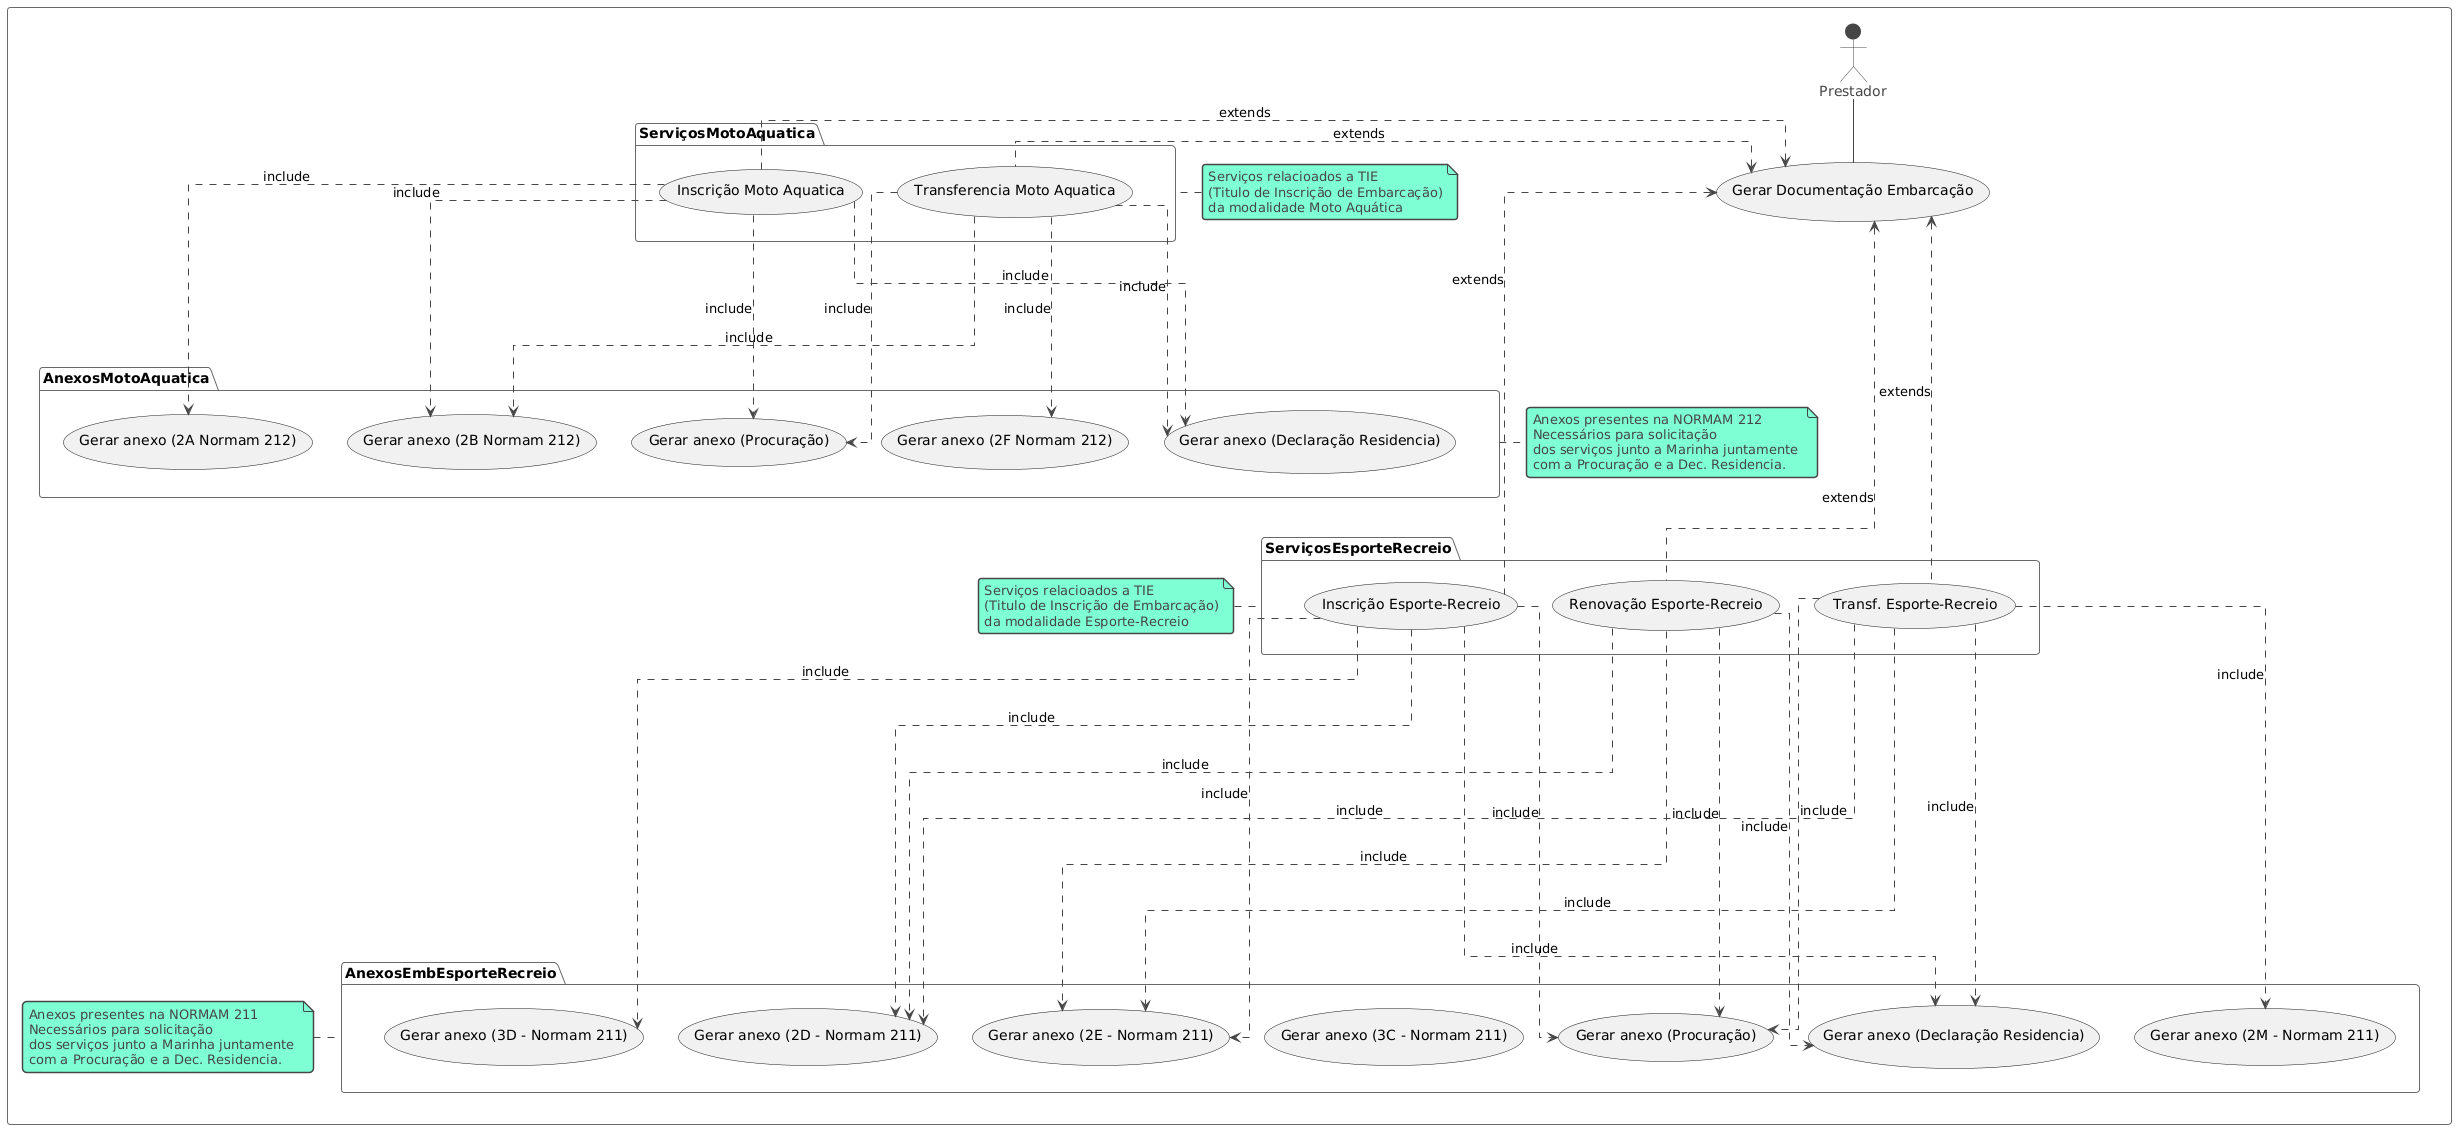 Prestador
extends
extends
ServiçosMotoAquatica
Inscrição Moto Aquatica
Transferencia Moto Aquatica
Serviços relacioados a TIE
(Titulo de Inscrição de Embarcação)
da modalidade Moto Aquática
Gerar Documentação Embarcação
include
include
include
include
extends
include
include
include
include
include
AnexosMotoAquatica
extends
Gerar anexo (2A Normam 212)
Gerar anexo (2B Normam 212)
Gerar anexo (Procuração)
Gerar anexo (2F Normam 212)
Gerar anexo (Declaração Residencia)
Anexos presentes na NORMAM 212
Necessários para solicitação
dos serviços junto a Marinha juntamente
com a Procuração e a Dec. Residencia.
extends
ServiçosEsporteRecreio
Serviços relacioados a TIE
(Titulo de Inscrição de Embarcação)
da modalidade Esporte-Recreio
Inscrição Esporte-Recreio
Renovação Esporte-Recreio
Transf. Esporte-Recreio
include
include
include
include
include
include
include
include
include
include
include
include
include
include
AnexosEmbEsporteRecreio
Anexos presentes na NORMAM 211
Necessários para solicitação
dos serviços junto a Marinha juntamente
com a Procuração e a Dec. Residencia.
Gerar anexo (3D - Normam 211)
Gerar anexo (2D - Normam 211)
Gerar anexo (2E - Normam 211)
Gerar anexo (3C - Normam 211)
Gerar anexo (Procuração)
Gerar anexo (Declaração Residencia)
Gerar anexo (2M - Normam 211)